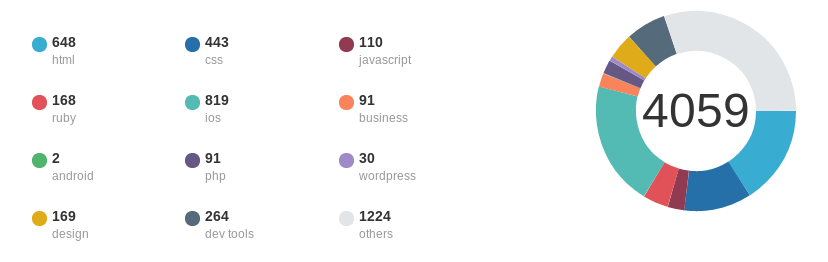 648
html
443
css
110
javascript
168
ruby
819
ios
91
business
2
android
91
php
30
wordpress
169
design
264
dev tools
1224
others
4059